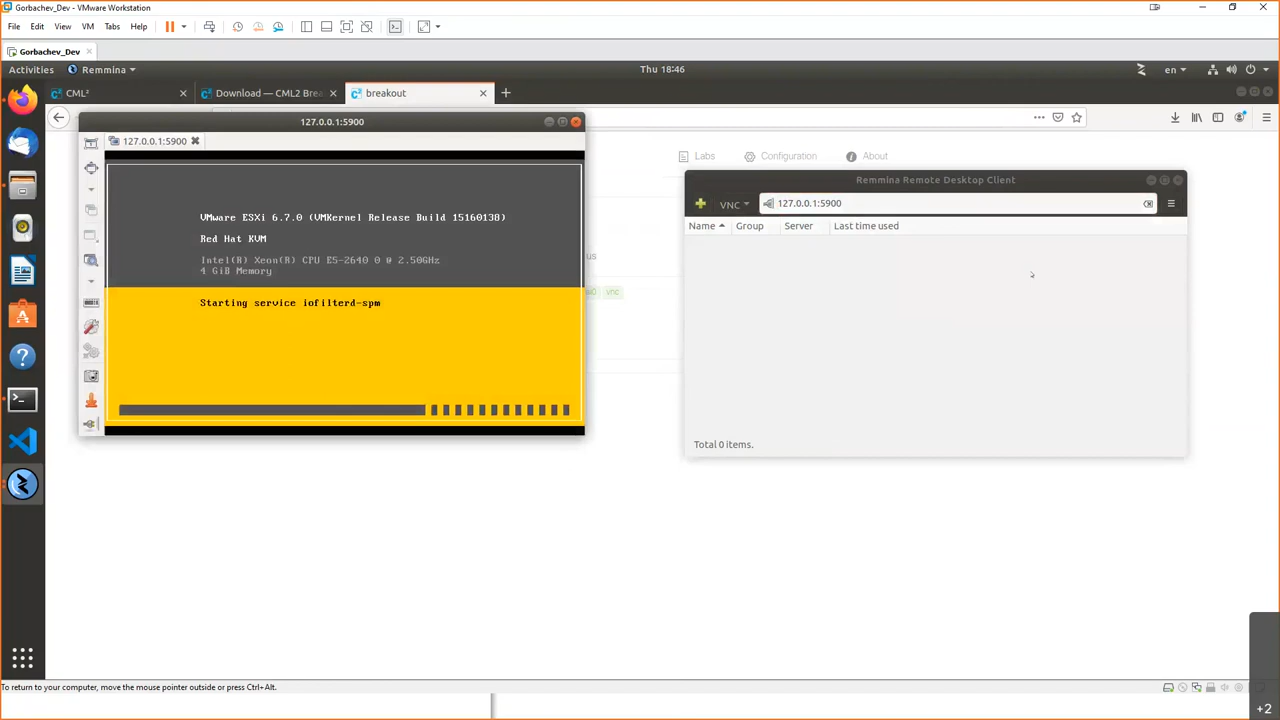 Gorbachev_Dev - VMware Workstation
File Edit View VM Tabs Help
Gorbachev_Dev
Activities Remmina Thu 18:46 en
CML² Download — CML2 Brea breakout
127.0.0.1:5900
127.0.0.1:5900
VMware ESXi 6.7.0 (VMKernel Release Build 15160138)
Red Hat KVM
Intel(R) Xeon(R) CPU E5-2640 0 @ 2.50GHz
4 GiB Memory
Starting service iofilterd-spm
Labs Configuration About
us
vnc
Remmina Remote Desktop Client
VNC 127.0.0.1:5900
Name Group Server Last time used
Total 0 items.
To return to your computer, move the mouse pointer outside or press Ctrl+Alt.
+2